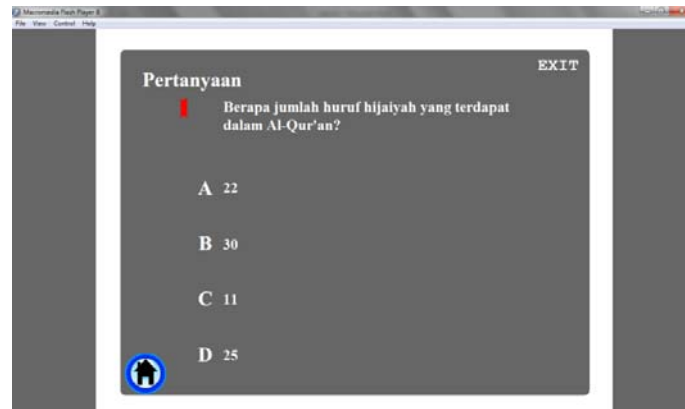 Macromedia Flash Player 8
File View Control Help
EXIT
Pertanyaan
1 Berapa jumlah huruf hijaiyah yang terdapat
dalam Al-Qur'an?
A 22
B 30
C 11
D 25